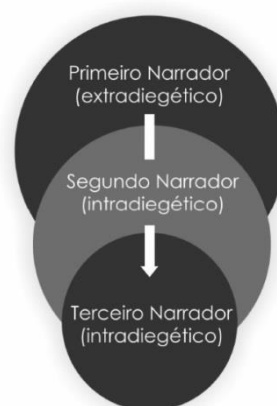 Primeiro Narrador
(extradiegético)
Segundo Narrador
(intradiegético)
Terceiro Narrador
(intradiegético)